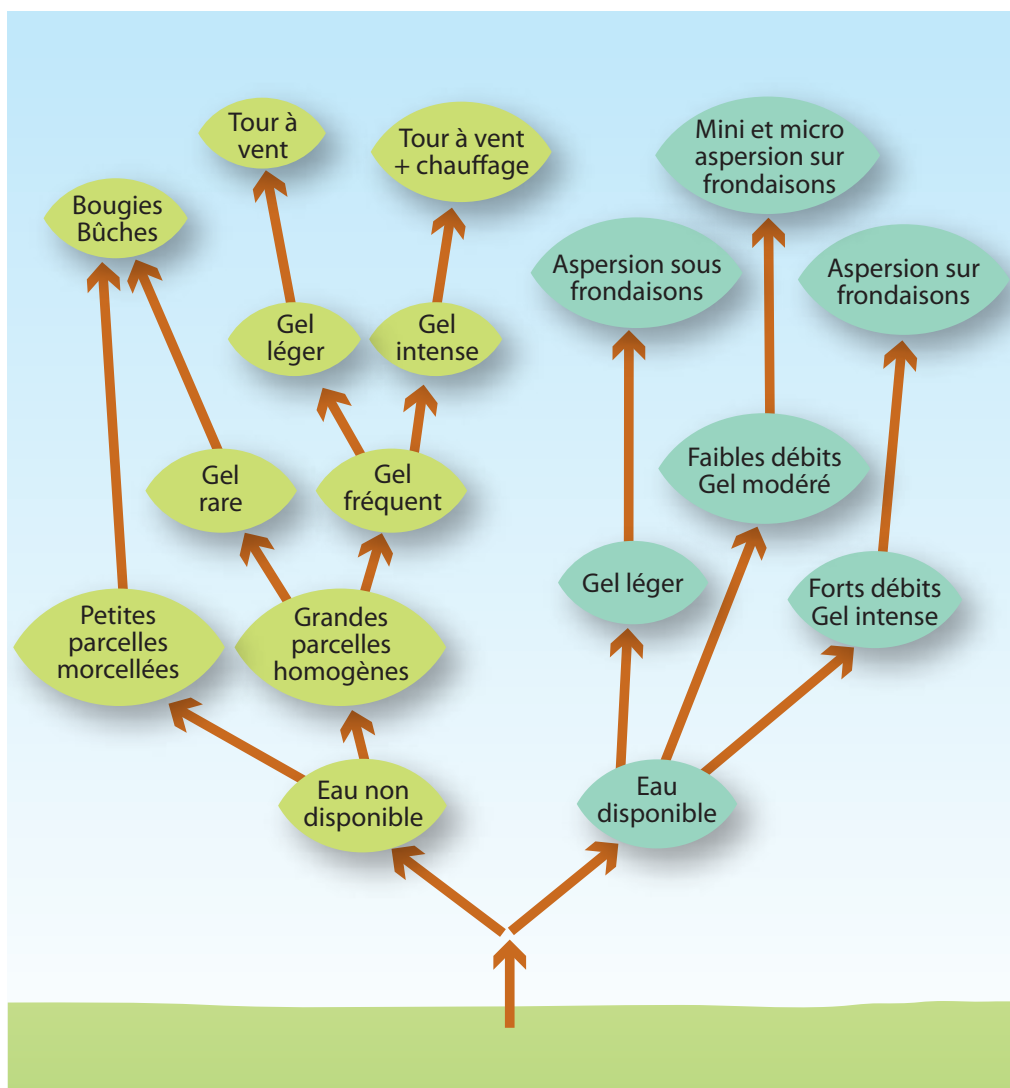 Tour à
vent
Tour à vent
+ chauffage
Mini et micro
aspersion sur
frondaisons
Bougies
Bûches
Aspersion sous
frondaisons
Aspersion sur
frondaisons
Gel
léger
Gel
intense
Gel
rare
Gel
fréquent
Faibles débits
Gel modéré
Gel léger
Forts débits
Gel intense
Petites
parcelles
morcellées
Grandes
parcelles
homogènes
Eau non
disponible
Eau
disponible